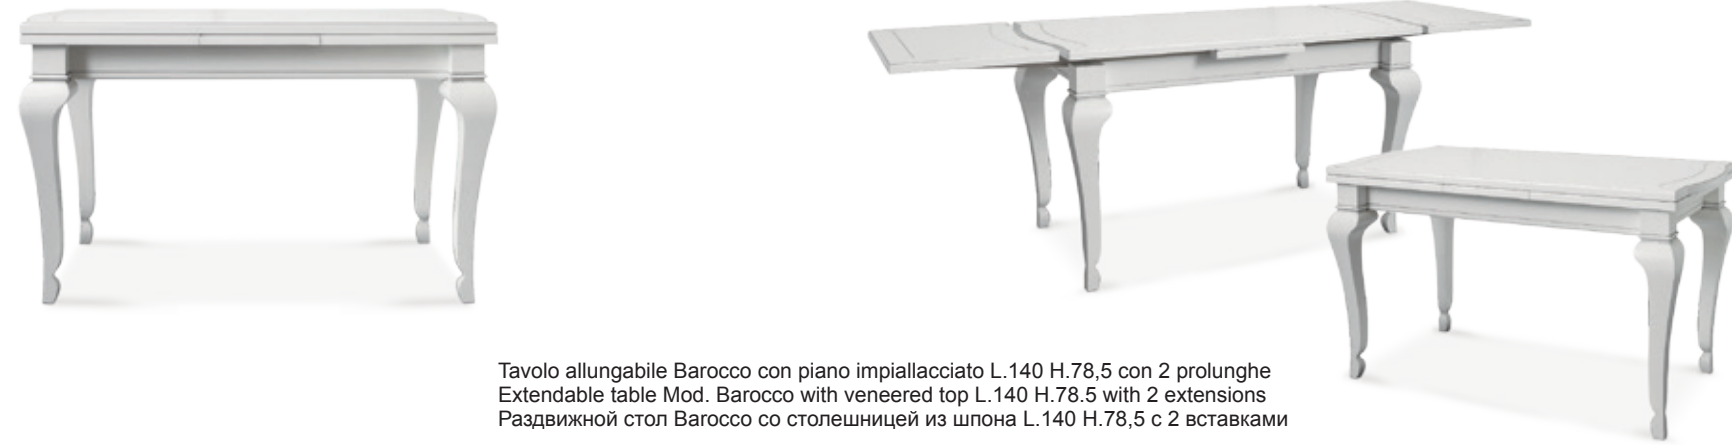 Tavolo allungabile Barocco con piano impiallacciato L.140 H.78,5 con 2 prolunghe
Extendable table Mod. Barocco with veneered top L.140 H.78.5 with 2 extensions
Раздвижной стол Barocco со столешницей из шпона L.140 H.78,5 с 2 вставками